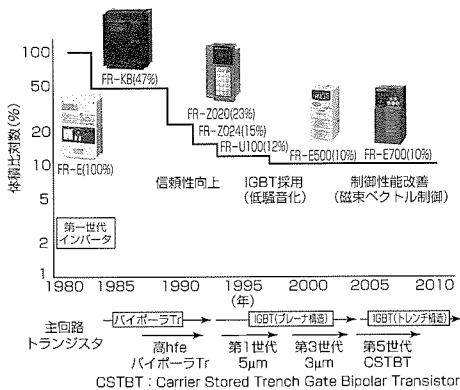 体積比対数(%)
100
50
20
10
5
2
1
FR-K8(47%)
FR-E(100%)
FR-Z020(23%)
FR-Z024(15%)
FR-U100(12%)
FR-E500(10%)
FR-E700(10%)
信頼性向上
IGBT採用
(低騒音化)
制御性能改善
(磁束ベクトル制御)
第一世代
インバータ
1980
1985
1990
1995
2000
2005
2010
(年)
主回路
トランジスタ
バイポーラTr
IGBT(プレーナ構造)
IGBT(トレンチ構造)
高hfe
バイポーラTr
第1世代
5μm
第3世代
3μm
第5世代
CSTBT
CSTBT：Carrier Stored Trench Gate Bipolar Transistor